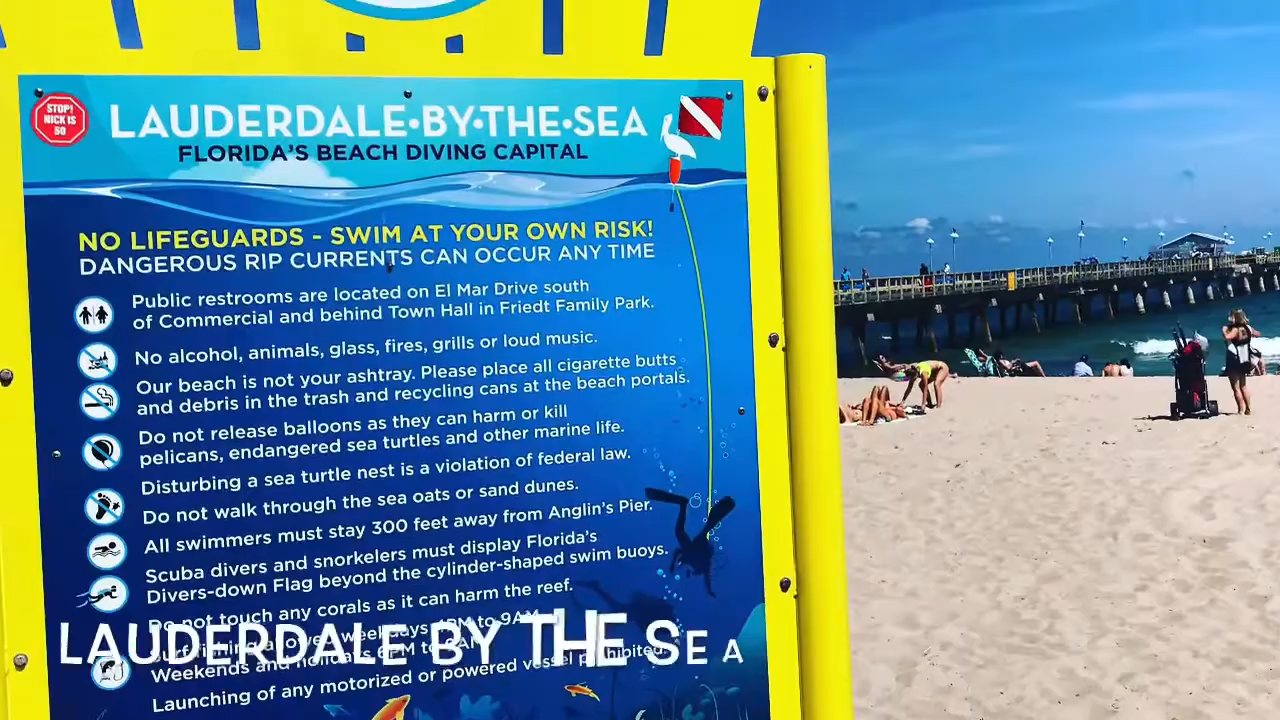 STOP!
NICK IS
50
LAUDERDALE•BY•THE•SEA
FLORIDA'S BEACH DIVING CAPITAL
NO LIFEGUARDS - SWIM AT YOUR OWN RISK!
DANGEROUS RIP CURRENTS CAN OCCUR ANY TIME
Public restrooms are located on El Mar Drive south
of Commercial and behind Town Hall in Friedt Family Park.
No alcohol, animals, glass, fires, grills or loud music.
Our beach is not your ashtray. Please place all cigarette butts
and debris in the trash and recycling cans at the beach portals.
Do not release balloons as they can harm or kill
pelicans, endangered sea turtles and other marine life.
Disturbing a sea turtle nest is a violation of federal law.
Do not walk through the sea oats or sand dunes.
All swimmers must stay 300 feet away from Anglin's Pier.
Scuba divers and snorkelers must display Florida's
Divers-down Flag beyond the cylinder-shaped swim buoys.
Do not touch any corals as it can harm the reef.
weekdays to 9AM
Weekends and holidays 6PM to
LAUDERDALE BY THE SEA
Launching of any motorized or powered vessel prohibited.